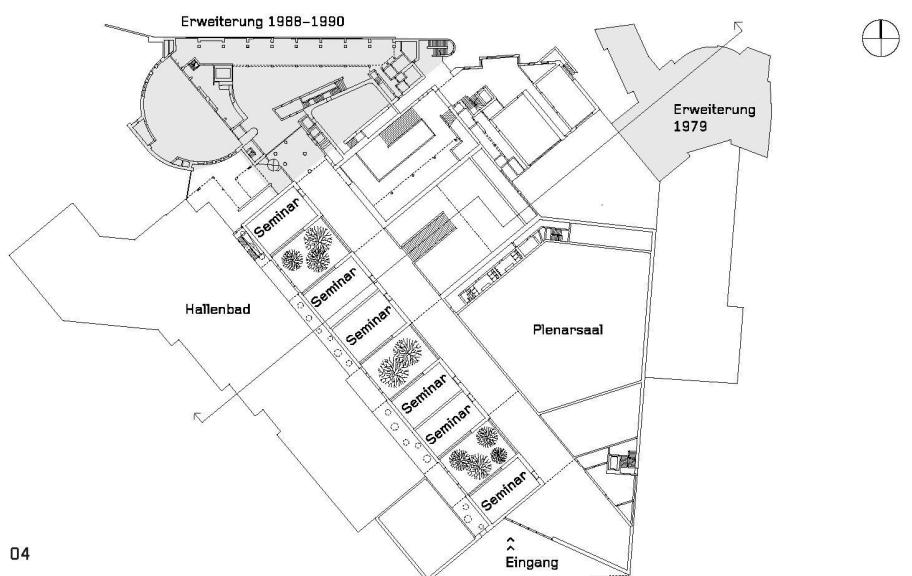 Erweiterung 1988–1990
Erweiterung
1979
Seminar
Seminar
Seminar
Seminar
Seminar
Seminar
Hallenbad
Plenarsaal
Eingang
04